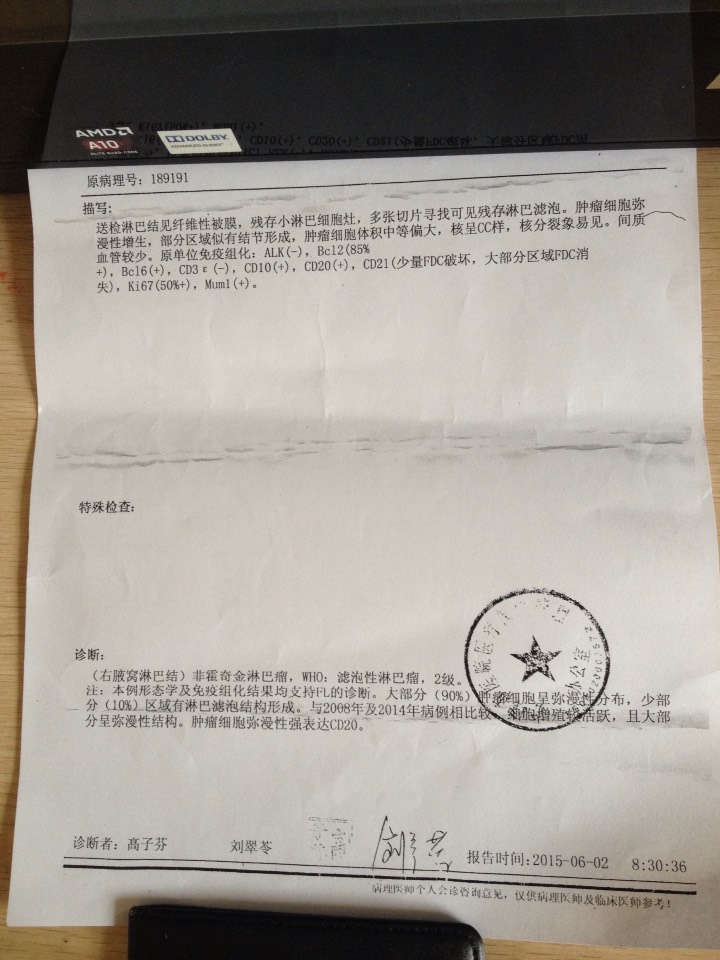 AMD
A10
DOLBY
原病理号: 189191
描写:
送检淋巴结见纤维性被膜, 残存小淋巴细胞灶, 多张切片寻找可见残存淋巴滤泡。肿瘤细胞弥
漫性增生, 部分区域似有结节形成, 肿瘤细胞体积中等偏大, 核呈CC样, 核分裂象易见。间质
血管较少。原单位免疫组化: ALK(-), Bcl2(85%
+), Bcl6(+), CD3ε(-), CD10(+), CD20(+), CD21(少量FDC破坏, 大部分区域FDC消
失), Ki67(50%+), Mum1(+)。
特殊检查:
诊断:
(右腋窝淋巴结) 非霍奇金淋巴瘤, WHO: 滤泡性淋巴瘤, 2级。
注: 本例形态学及免疫组化结果均支持FL的诊断。大部分 (90%) 肿瘤细胞呈弥漫性分布, 少部
分 (10%) 区域有淋巴滤泡结构形成。与2008年及2014年病例相比较, 细胞增殖较活跃, 且大部
分呈弥漫性结构。肿瘤细胞弥漫性强表达CD20。
诊断者: 高子芬 刘翠苓
报告时间:2015-06-02 8:30:36
病理医师个人会诊咨询意见, 仅供病理医师及临床医师参考!